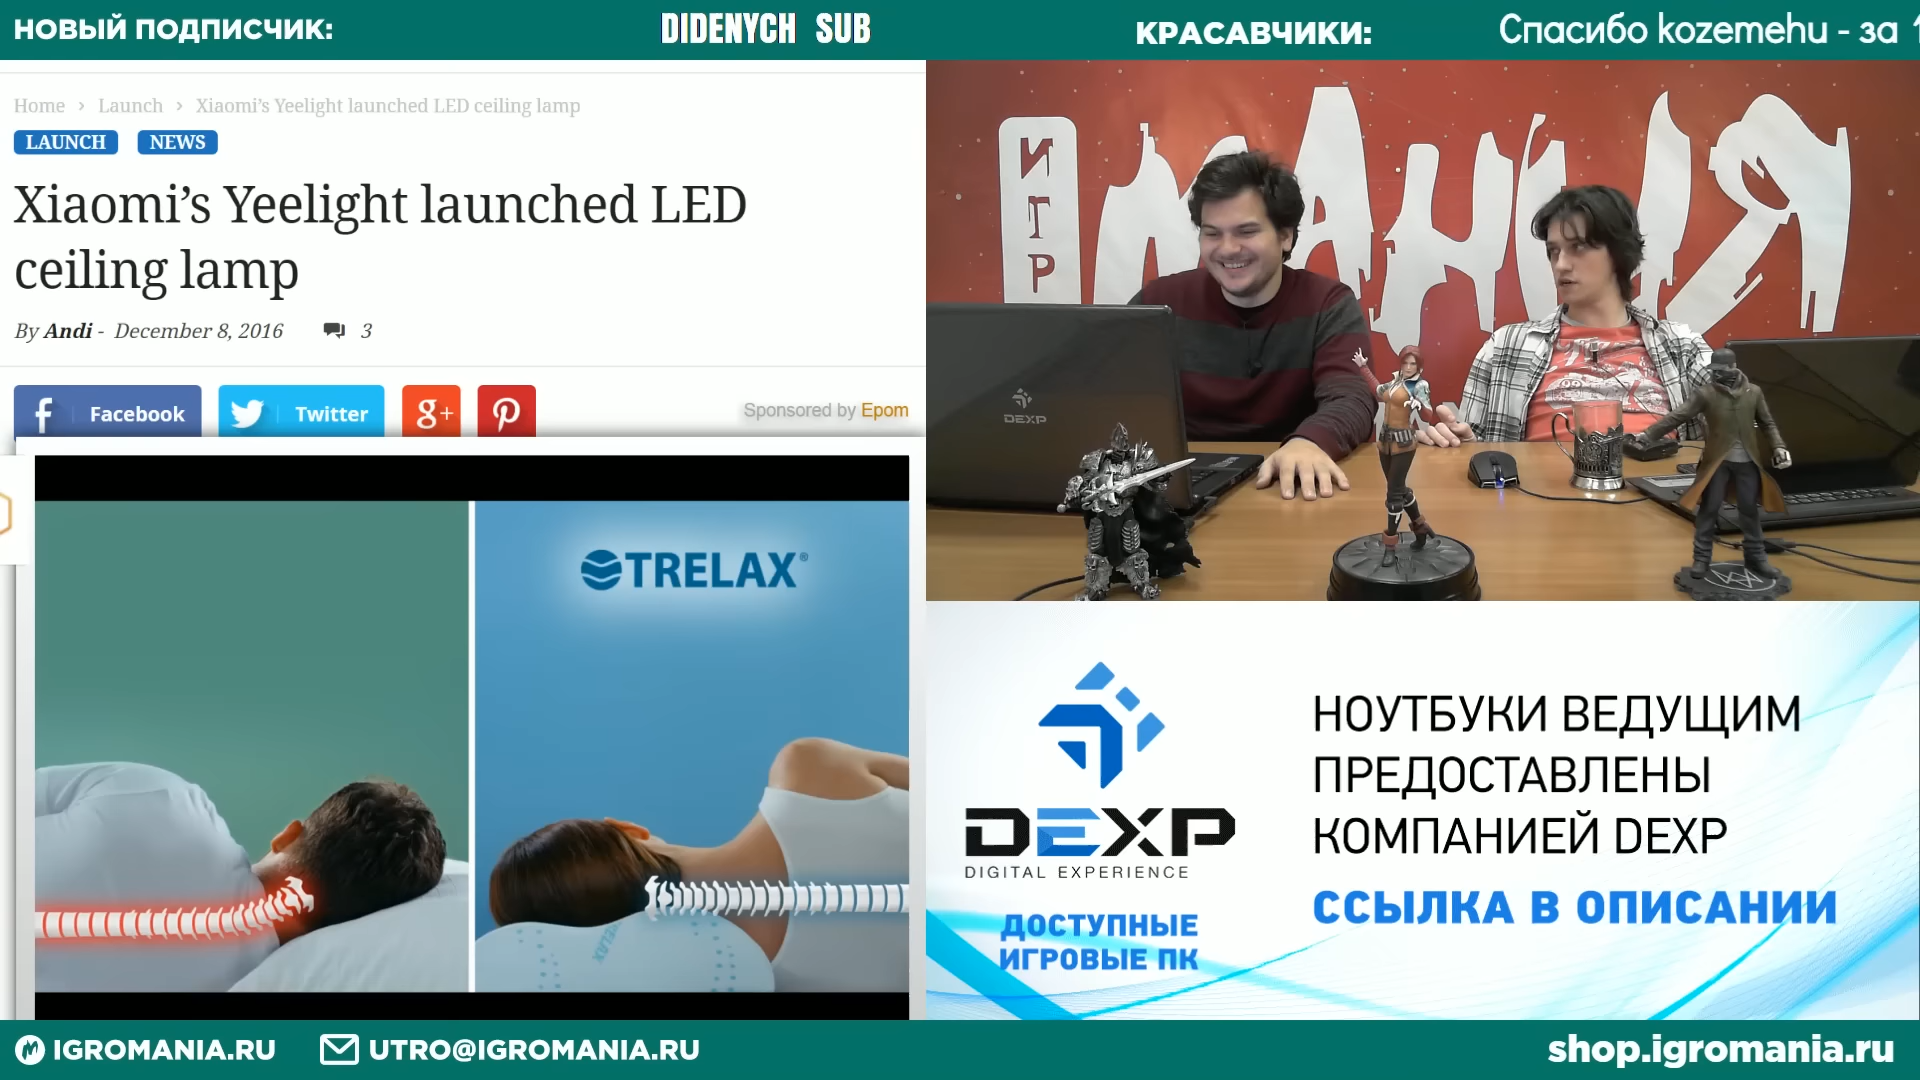 НОВЫЙ ПОДПИСЧИК:
DIDENYCH SUB
КРАСАВЧИКИ:
Спасибо kozemehu - за 1
Home > Launch > Xiaomi's Yeelight launched LED ceiling lamp
LAUNCH NEWS
Xiaomi's Yeelight launched LED
ceiling lamp
By Andi - December 8, 2016 3
Facebook Twitter g+
Sponsored by Epom
TRELAX®
TRELAX
ИГРОМАНИЯ
DEXP
DEXP
DIGITAL EXPERIENCE
ДОСТУПНЫЕ
ИГРОВЫЕ ПК
НОУТБУКИ ВЕДУЩИМ
ПРЕДОСТАВЛЕНЫ
КОМПАНИЕЙ DEXP
ССЫЛКА В ОПИСАНИИ
IGROMANIA.RU
UTRO@IGROMANIA.RU
shop.igromania.ru